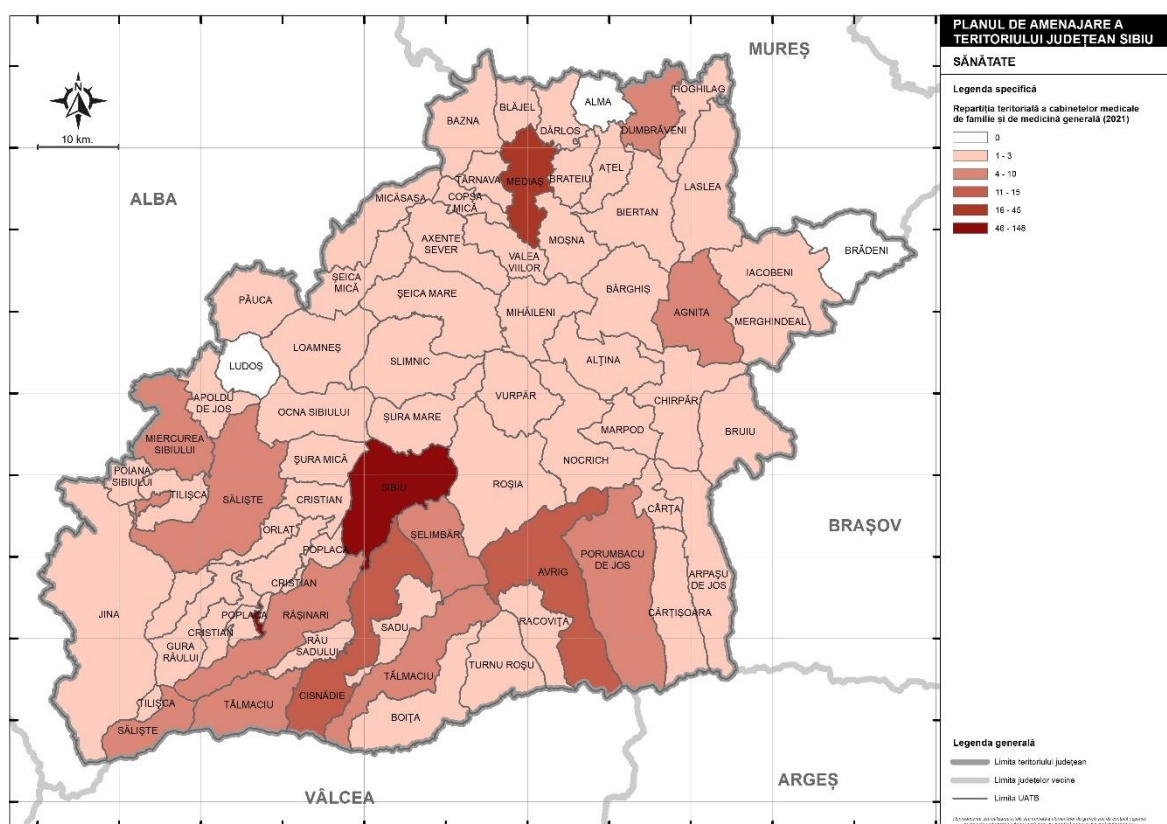 PLANUL DE AMENAJARE A
TERITORIULUI JUDEȚEAN SIBIU
SĂNĂTATE
Legenda specifică
Repartiția teritorială a cabinetelor medicale
de familie și de medicină generală (2021)
0
1 - 3
4 - 10
11 - 15
16 - 45
46 - 148
10 km.
MUREȘ
ALBA
BRAȘOV
ARGEȘ
VÂLCEA
HOGHILAG
ALMA
BLĂJEL
BAZNA
DÂRLOS
DUMBRĂVENI
AȚEL
TÂRNAVA
MEDIAȘ
BRATEIU
LASLEA
MICĂSASA
COPȘA
MICĂ
BIERTAN
AXENTE
SEVER
MOȘNA
VALEA
VIILOR
BRĂDENI
IACOBENI
ȘEICA
MICĂ
ȘEICA MARE
BÂRGHIȘ
PĂUCA
MIHĂILENI
AGNITA
MERGHINDEAL
LOAMNEȘ
SLIMNIC
ALȚINA
LUDOȘ
APOLDU
DE JOS
VURPĂR
CHIRPĂR
OCNA SIBIULUI
ȘURA MARE
MARPOD
BRUIU
MIERCUREA
SIBIULUI
ȘURA MICĂ
NOCRICH
POIANA
SIBIULUI
TILIȘCA
SĂLIȘTE
CRISTIAN
SIBIU
ROȘIA
CÂRȚA
ORLAT
POPLACA
ȘELIMBĂR
AVRIG
PORUMBACU
DE JOS
ARPAȘU
DE JOS
CRISTIAN
JINA
POPLACA
RĂȘINARI
CÂRȚIȘOARA
CRISTIAN
SADU
RACOVIȚA
GURA
RÂULUI
RÂU
SADULUI
TURNU ROȘU
TĂLMACIU
CISNĂDIE
TILIȘCA
TĂLMACIU
BOIȚA
SĂLIȘTE
Legenda generală
Limita teritoriului județean
Limita județelor vecine
Limita UATB